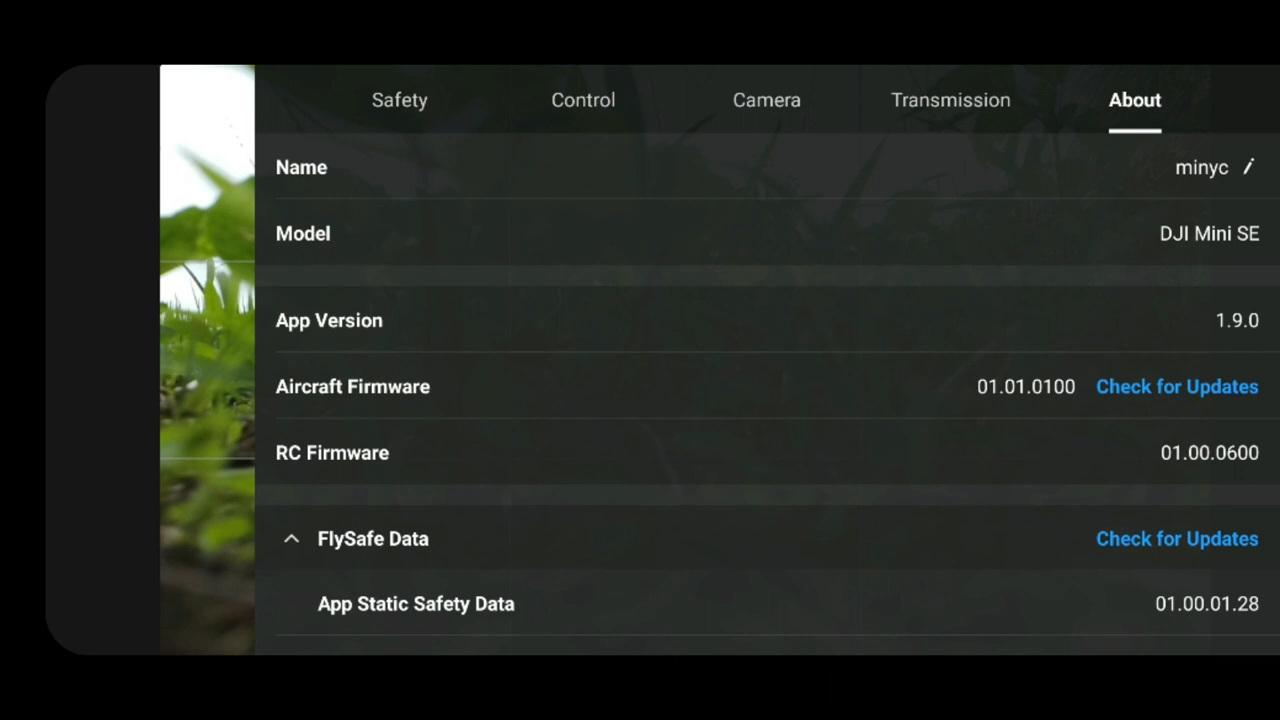 Safety Control Camera Transmission About
Name minyc
Model DJI Mini SE
App Version 1.9.0
Aircraft Firmware 01.01.0100 Check for Updates
RC Firmware 01.00.0600
FlySafe Data Check for Updates
App Static Safety Data 01.00.01.28